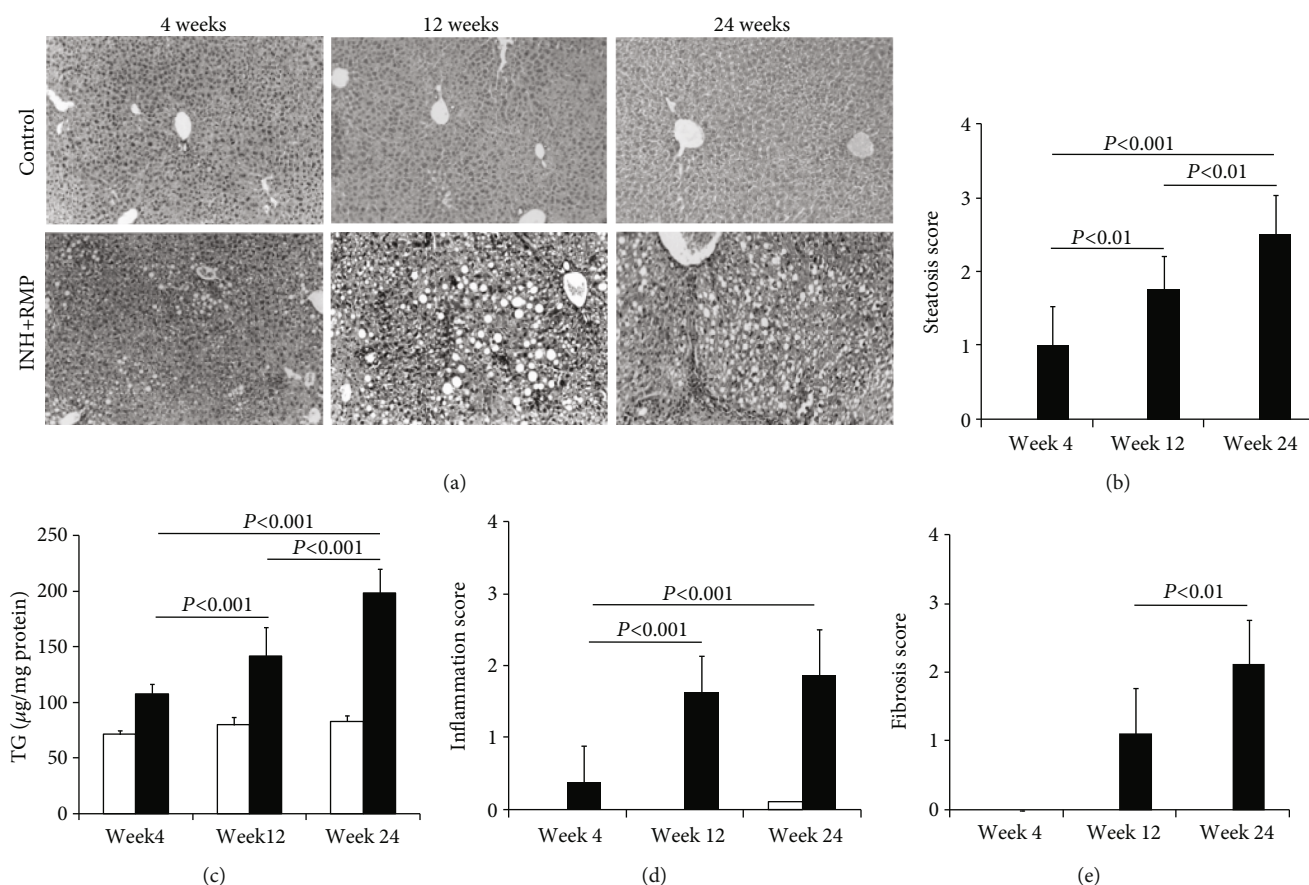 4 weeks
12 weeks
24 weeks
Control
INH+RMP
(a)
4
3
2
1
0
Steatosis score
P<0.001
P<0.01
P<0.01
Week 4
Week 12
Week 24
(b)
250
200
150
100
50
0
TG (µg/mg protein)
P<0.001
P<0.001
P<0.001
Week4
Week12
Week 24
(c)
4
3
2
1
0
Inflammation score
P<0.001
P<0.001
Week 4
Week 12
Week 24
(d)
4
3
2
1
0
Fibrosis score
P<0.01
Week 4
Week 12
Week 24
(e)